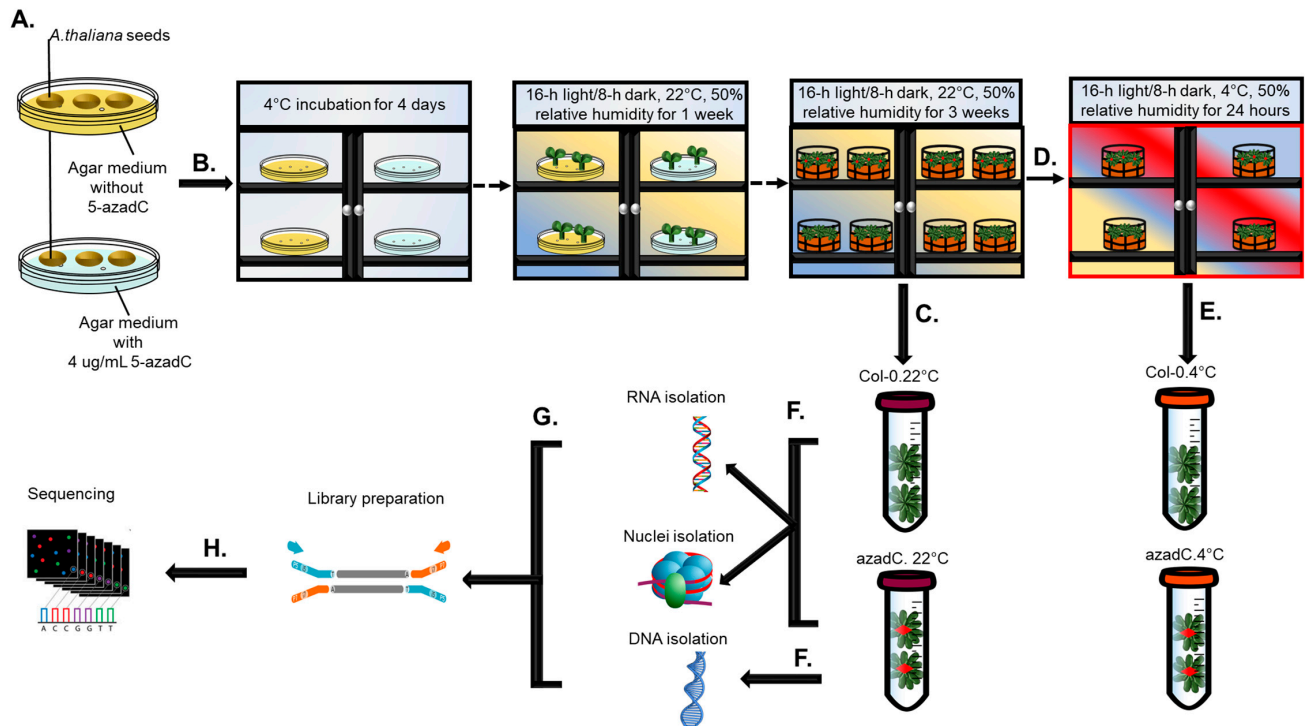 A.
A.thaliana seeds
Agar medium
without
5-azadC
Agar medium
with
4 ug/mL 5-azadC
B.
4°C incubation for 4 days
16-h light/8-h dark, 22°C, 50%
relative humidity for 1 week
16-h light/8-h dark, 22°C, 50%
relative humidity for 3 weeks
D.
16-h light/8-h dark, 4°C, 50%
relative humidity for 24 hours
C.
E.
Col-0.22°C
Col-0.4°C
azadC. 22°C
azadC.4°C
F.
RNA isolation
Nuclei isolation
DNA isolation
F.
G.
Library preparation
H.
Sequencing
A C C G G T T